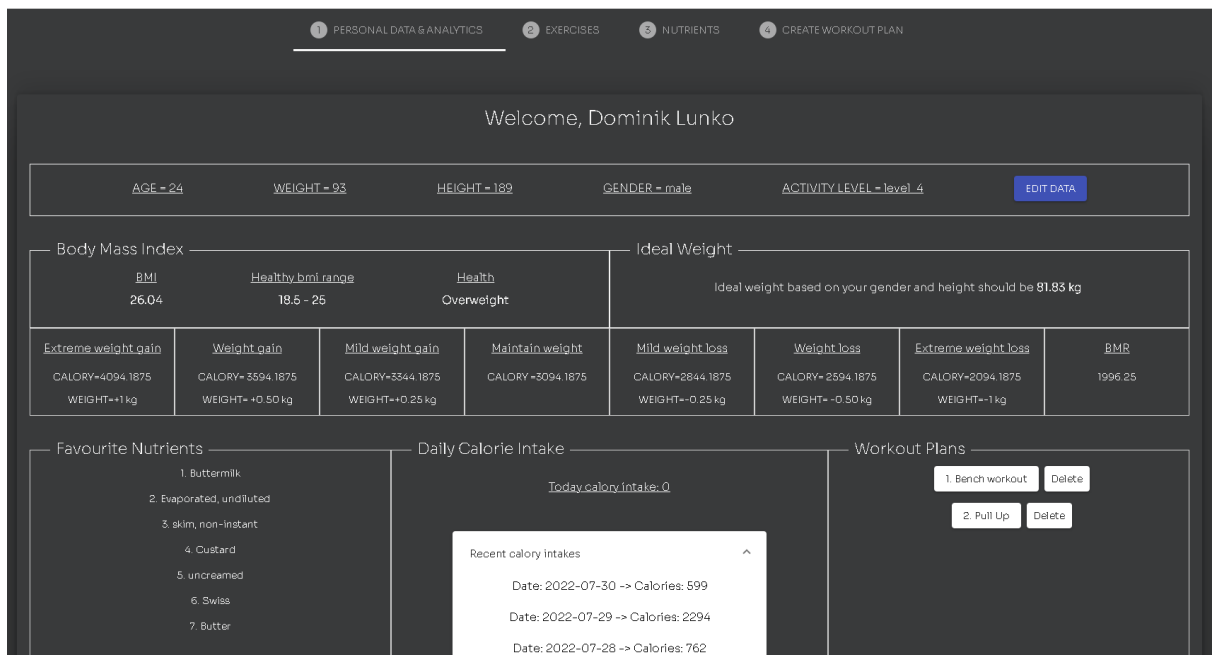 1 PERSONAL DATA & ANALYTICS 2 EXERCISES 3 NUTRIENTS 4 CREATE WORKOUT PLAN
Welcome, Dominik Lunko
AGE = 24 WEIGHT = 93 HEIGHT = 189 GENDER = male ACTIVITY LEVEL = level_4 EDIT DATA
Body Mass Index
BMI Healthy bmi range Health
26.04 18.5 - 25 Overweight
Ideal Weight
Ideal weight based on your gender and height should be 81.83 kg
Extreme weight gain Weight gain Mild weight gain Maintain weight Mild weight loss Weight loss Extreme weight loss BMR
CALORY=4094.1875 CALORY= 3594.1875 CALORY=3344.1875 CALORY =3094.1875 CALORY=2844.1875 CALORY= 2594.1875 CALORY=2094.1875 1996.25
WEIGHT=+1 kg WEIGHT= +0.50 kg WEIGHT=+0.25 kg WEIGHT=-0.25 kg WEIGHT= -0.50 kg WEIGHT=-1 kg
Favourite Nutrients
1. Buttermilk
2. Evaporated, undiluted
3. skim, non-instant
4. Custard
5. uncreamed
6. Swiss
7. Butter
Daily Calorie Intake
Today calory intake: 0
Recent calory intakes
Date: 2022-07-30 -> Calories: 599
Date: 2022-07-29 -> Calories: 2294
Date: 2022-07-28 -> Calories: 762
Workout Plans
1. Bench workout Delete
2. Pull Up Delete